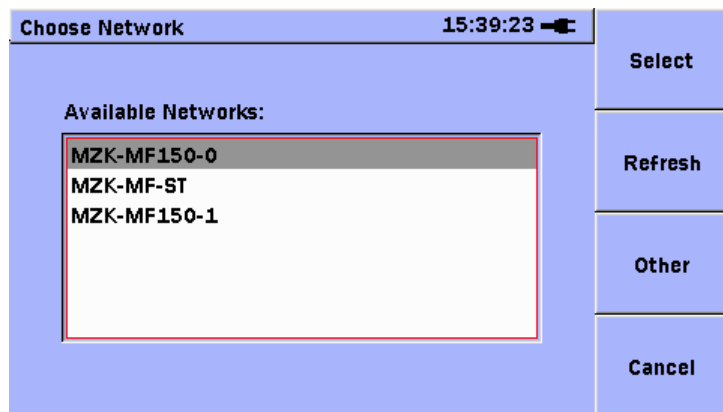 Choose Network 15:39:23
Select
Available Networks:
MZK-MF150-0
MZK-MF-ST
MZK-MF150-1
Refresh
Other
Cancel